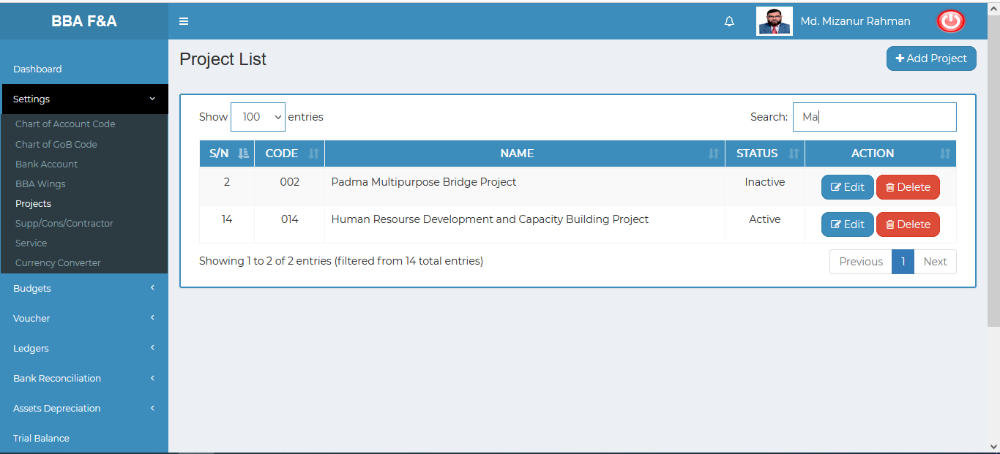 BBA F&A
Md. Mizanur Rahman
Project List
Add Project
Dashboard
Settings
Chart of Account Code
Chart of GoB Code
Bank Account
BBA Wings
Projects
Supp/Cons/Contractor
Service
Currency Converter
Budgets
Voucher
Ledgers
Bank Reconciliation
Assets Depreciation
Trial Balance
Show 100 entries
Search: Ma
S/N CODE NAME STATUS ACTION
2 002 Padma Multipurpose Bridge Project Inactive Edit Delete
14 014 Human Resourse Development and Capacity Building Project Active Edit Delete
Showing 1 to 2 of 2 entries (filtered from 14 total entries)
Previous 1 Next